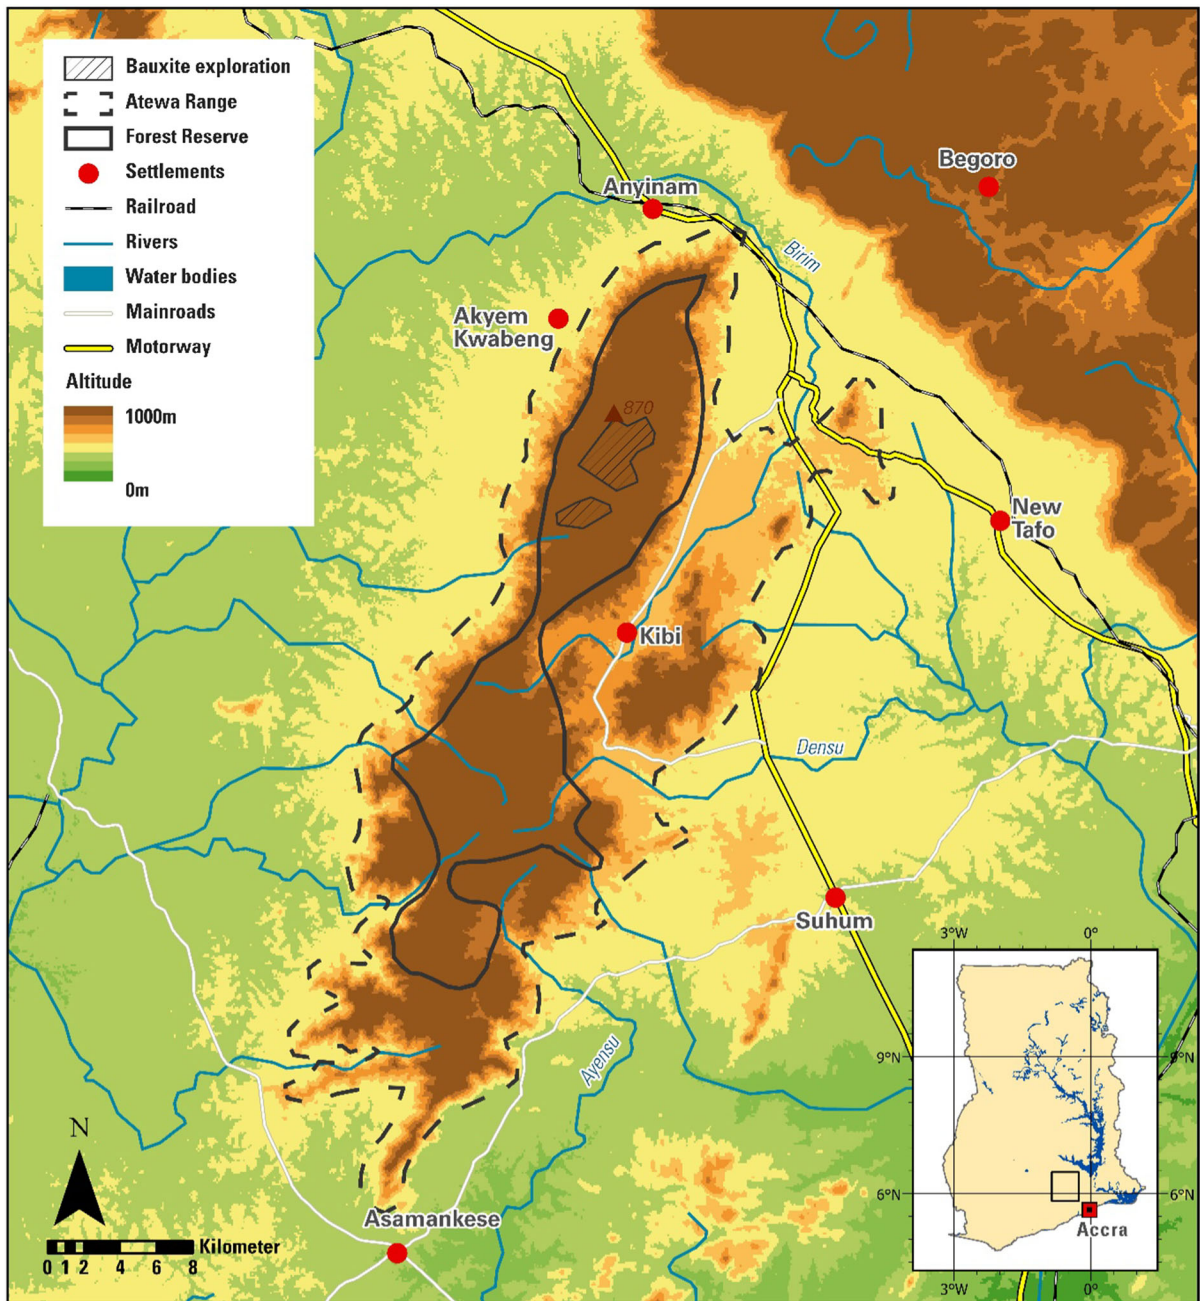 Bauxite exploration
Atewa Range
Forest Reserve
Settlements
Railroad
Rivers
Water bodies
Mainroads
Motorway
Altitude
1000m
0m
Begoro
Anyinam
Birim
Akyem
Kwabeng
870
New
Tafo
Kibi
Densu
Suhum
Ayensu
Asamankese
N
Kilometer
0 1 2 4 6 8
3°W 0°
9°N 9°N
6°N 6°N
Accra
3°W 0°